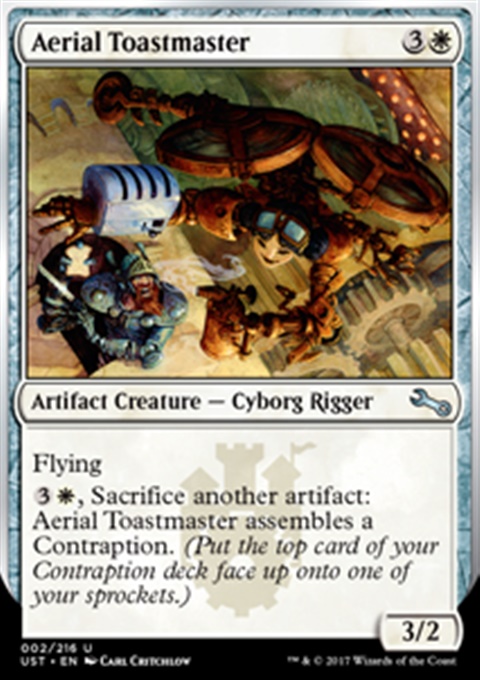 Aerial Toastmaster 3
Artifact Creature — Cyborg Rigger
Flying
3, Sacrifice another artifact:
Aerial Toastmaster assembles a
Contraption. (Put the top card of your
Contraption deck face up onto one of
your sprockets.)
3/2
002/216 U
UST • EN Carl Critchlow
™ & © 2017 Wizards of the Coast